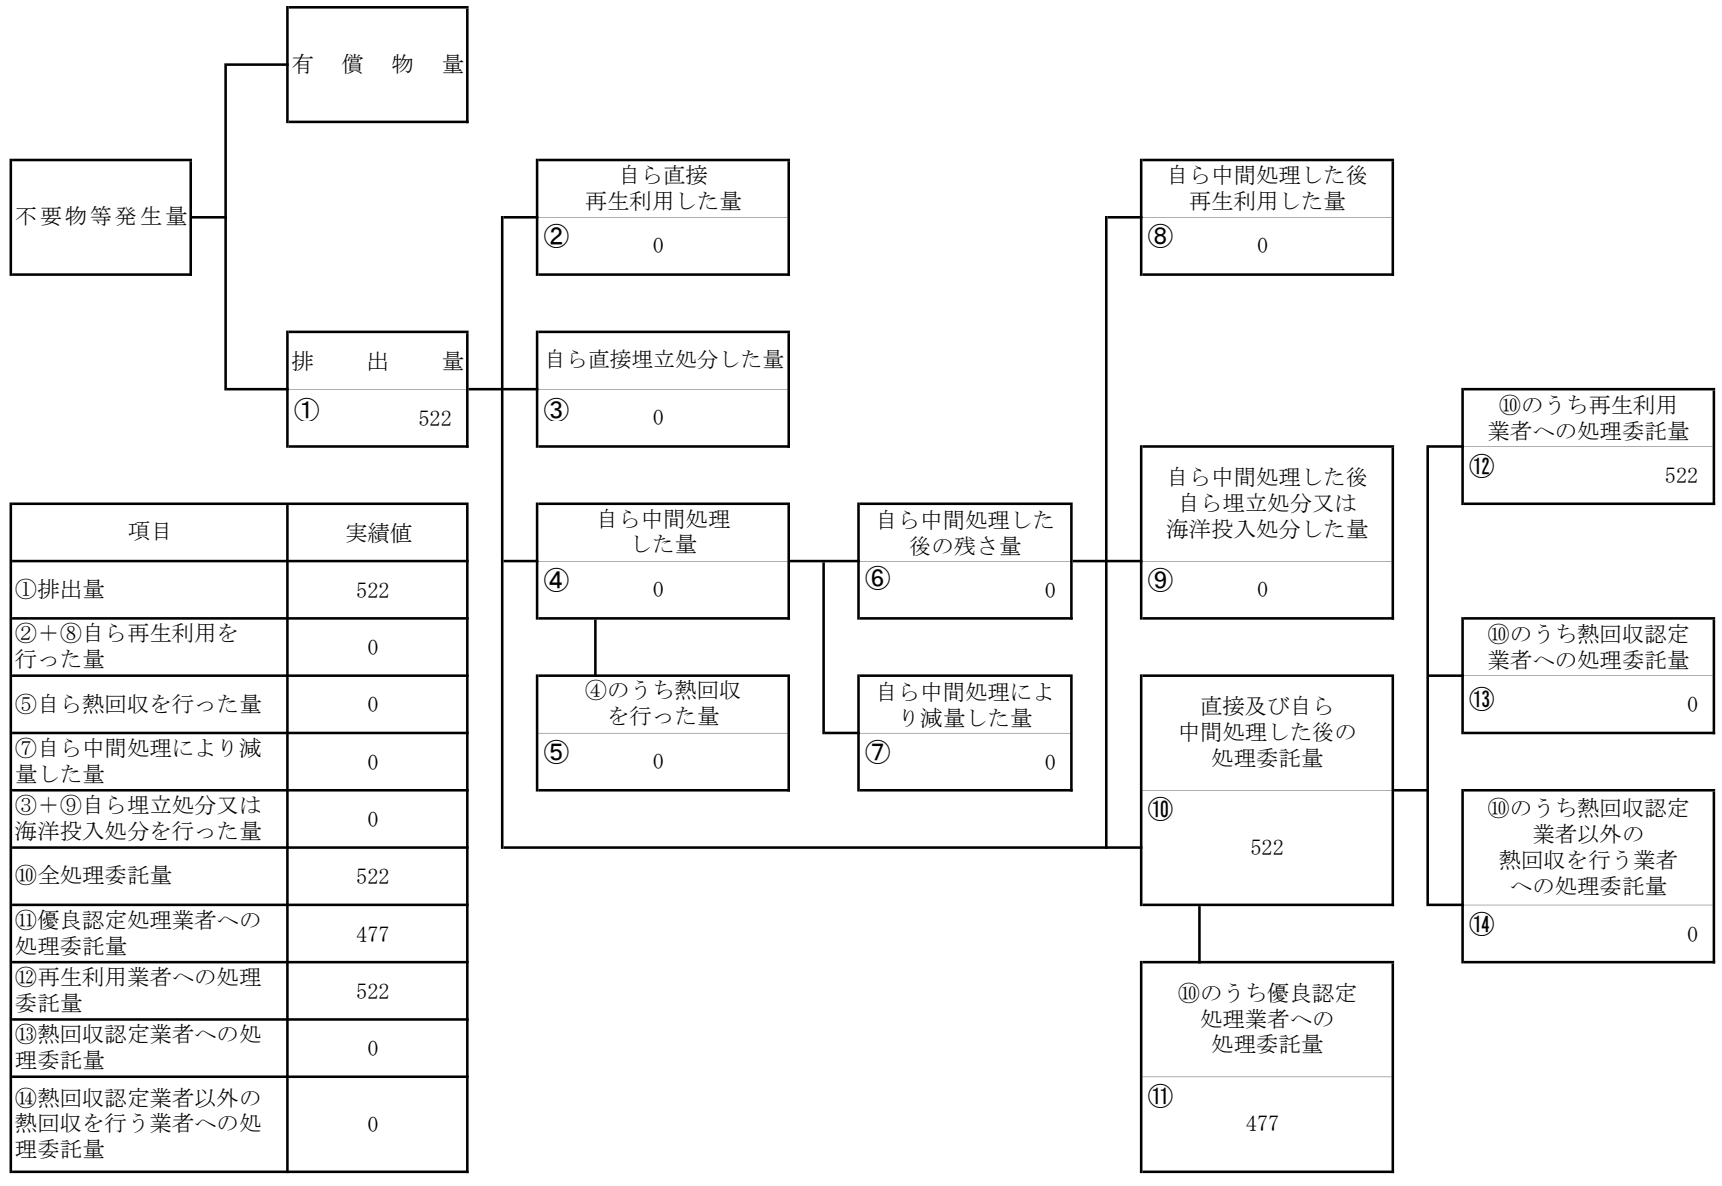 有償物量
不要物等発生量
排出量
①
522
自ら直接
再生利用した量
②
0
自ら直接埋立処分した量
③
0
自ら中間処理
した量
④
0
④のうち熱回収
を行った量
⑤
0
自ら中間処理した
後の残さ量
⑥
0
自ら中間処理によ
り減量した量
⑦
0
自ら中間処理した後
再生利用した量
⑧
0
自ら中間処理した後
自ら埋立処分又は
海洋投入処分した量
⑨
0
直接及び自ら
中間処理した後の
処理委託量
⑩
522
⑩のうち優良認定
処理業者への
処理委託量
⑪
477
⑩のうち再生利用
業者への処理委託量
⑫
522
⑩のうち熱回収認定
業者への処理委託量
⑬
0
⑩のうち熱回収認定
業者以外の
熱回収を行う業者
への処理委託量
⑭
0
項目 実績値
①排出量 522
②＋⑧自ら再生利用を
行った量
0
⑤自ら熱回収を行った量 0
⑦自ら中間処理により減
量した量
0
③＋⑨自ら埋立処分又は
海洋投入処分を行った量
0
⑩全処理委託量 522
⑪優良認定処理業者への
処理委託量
477
⑫再生利用業者への処理
委託量
522
⑬熱回収認定業者への処
理委託量
0
⑭熱回収認定業者以外の
熱回収を行う業者への処
理委託量
0